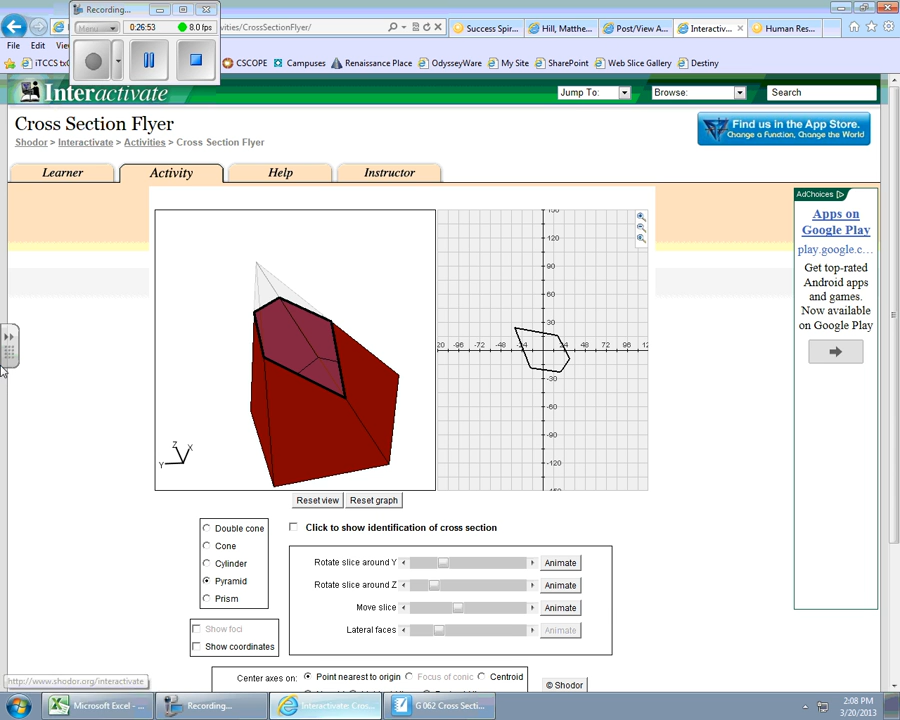 Recording...
Menu
0:26:53
8.0 fps
vities/CrossSectionFlyer/
Success Spir...
Hill, Matthe...
Post/View A...
Interactiv...
Human Res...
File Edit
iTCCS
CSCOPE Campuses Renaissance Place OdysseyWare My Site SharePoint Web Slice Gallery Destiny
Interactivate
Jump To:
Browse:
Search
Cross Section Flyer
Shodor > Interactivate > Activities > Cross Section Flyer
Find us in the App Store.
Change a Function, Change the World
Learner Activity Help Instructor
AdChoices
Apps on
Google Play
play.google.c...
Get top-rated
Android apps
and games.
Now available
on Google Play
120
90
60
30
-96 -72 -48 24 48 72 96
-30
-60
-90
-120
Z
X
Y
Reset view Reset graph
Double cone
Cone
Cylinder
Pyramid
Prism
Click to show identification of cross section
Rotate slice around Y Animate
Rotate slice around Z Animate
Move slice Animate
Lateral faces Animate
Show foci
Show coordinates
Center axes on: Point nearest to origin Focus of conic Centroid
© Shodor
http://www.shodor.org/interactivate
Microsoft Excel - ...
Recording...
Interactivate: Cros...
G 062 Cross Secti...
2:08 PM
3/20/2013